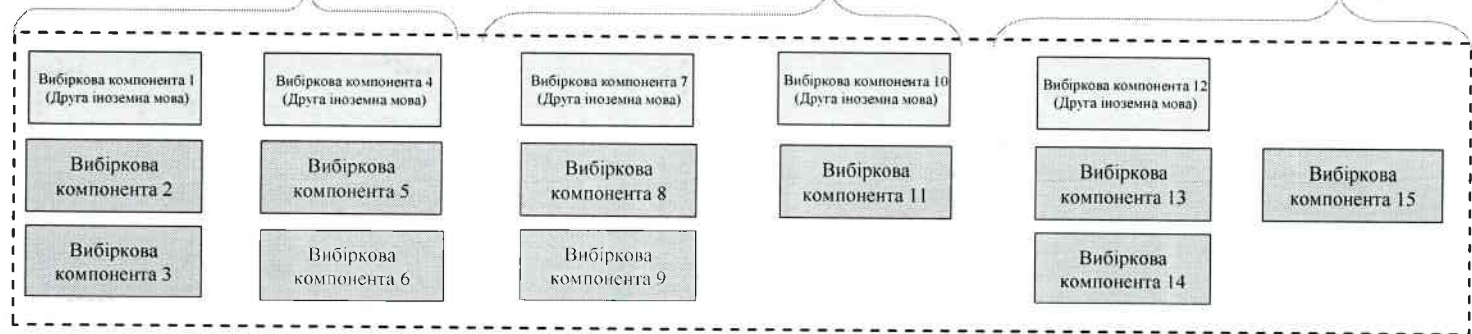 Вибіркова компонента 1
(Друга іноземна мова)
Вибіркова компонента 4
(Друга іноземна мова)
Вибіркова компонента 7
(Друга іноземна мова)
Вибіркова компонента 10
(Друга іноземна мова)
Вибіркова компонента 12
(Друга іноземна мова)
Вибіркова
компонента 2
Вибіркова
компонента 5
Вибіркова
компонента 8
Вибіркова
компонента 11
Вибіркова
компонента 13
Вибіркова
компонента 15
Вибіркова
компонента 3
Вибіркова
компонента 6
Вибіркова
компонента 9
Вибіркова
компонента 14